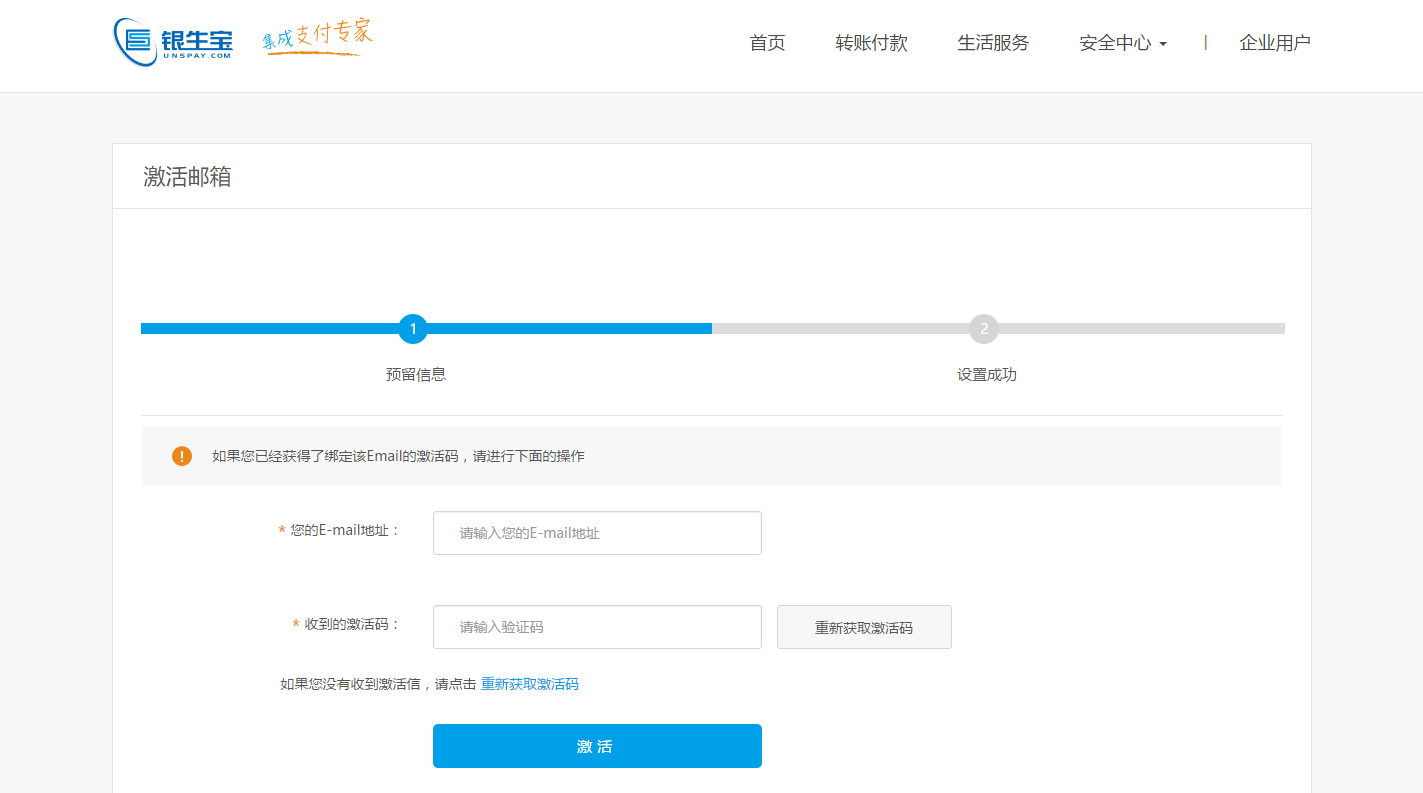 银生宝
UNSPAY.COM
集成支付专家
首页 转账付款 生活服务 安全中心 | 企业用户
激活邮箱
1 2
预留信息 设置成功
! 如果您已经获得了绑定该Email的激活码，请进行下面的操作
* 您的E-mail地址： 请输入您的E-mail地址
* 收到的激活码： 请输入验证码 重新获取激活码
如果您没有收到激活信，请点击 重新获取激活码
激 活